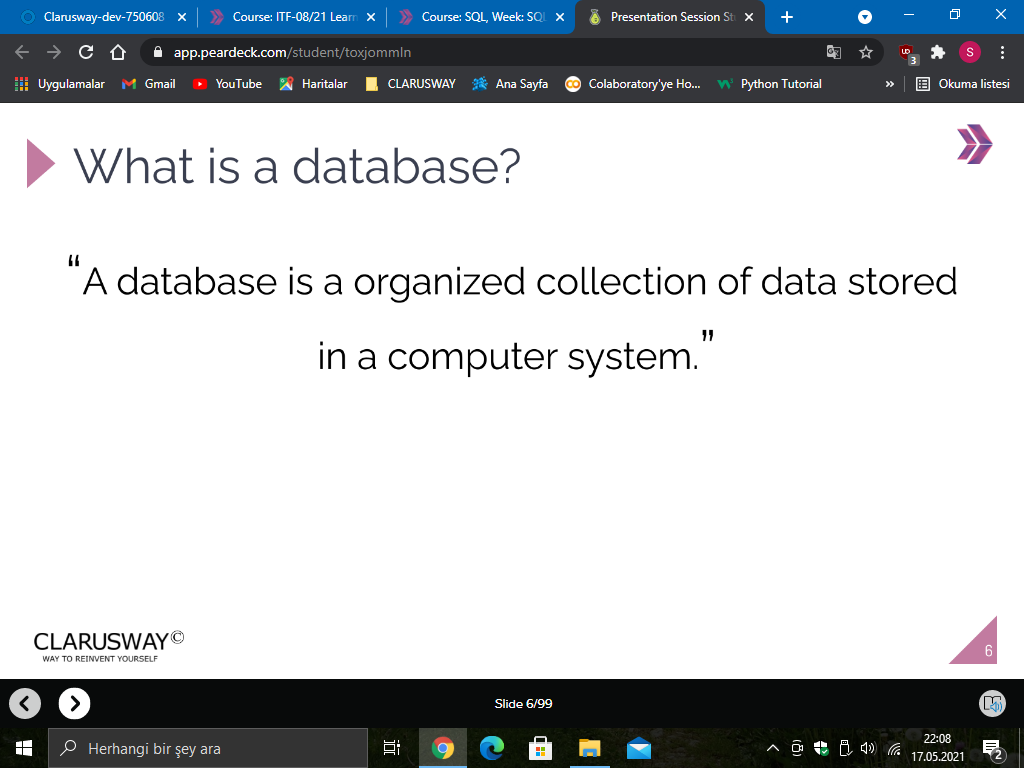 Clarusway-dev-750608
Course: ITF-08/21 Learn
Course: SQL, Week: SQL
Presentation Session St
app.peardeck.com/student/toxjommln
3
S
Uygulamalar
Gmail
YouTube
Haritalar
CLARUSWAY
Ana Sayfa
Colaboratory'ye Ho...
Python Tutorial
»
Okuma listesi
What is a database?
“A database is a organized collection of data stored
in a computer system.”
CLARUSWAY©
WAY TO REINVENT YOURSELF
6
Slide 6/99
Herhangi bir şey ara
22:08
17.05.2021
2